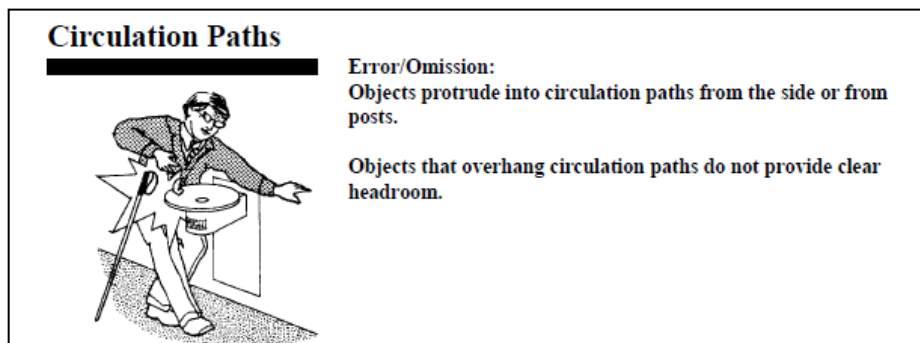 Circulation Paths
Error/Omission:
Objects protrude into circulation paths from the side or from
posts.
Objects that overhang circulation paths do not provide clear
headroom.